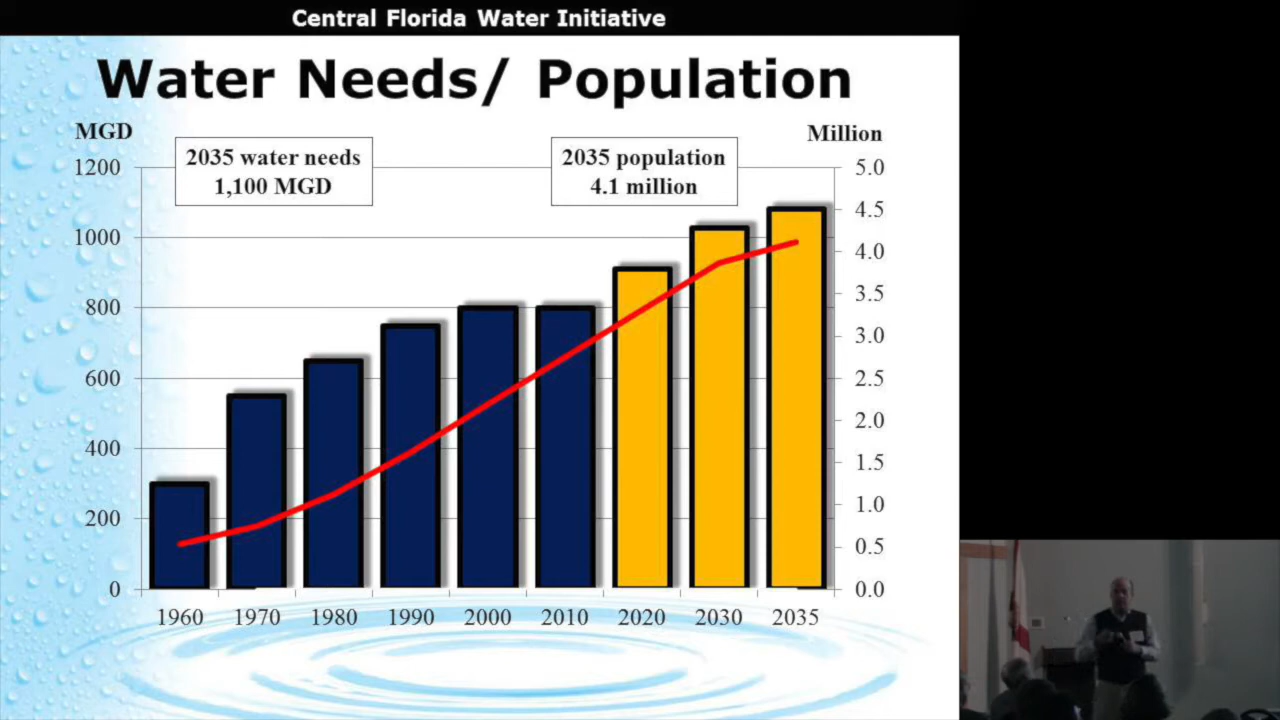 Central Florida Water Initiative
Water Needs/ Population
MGD
Million
2035 water needs
1,100 MGD
2035 population
4.1 million
1200
1000
800
600
400
200
0
5.0
4.5
4.0
3.5
3.0
2.5
2.0
1.5
1.0
0.5
0.0
1960 1970 1980 1990 2000 2010 2020 2030 2035